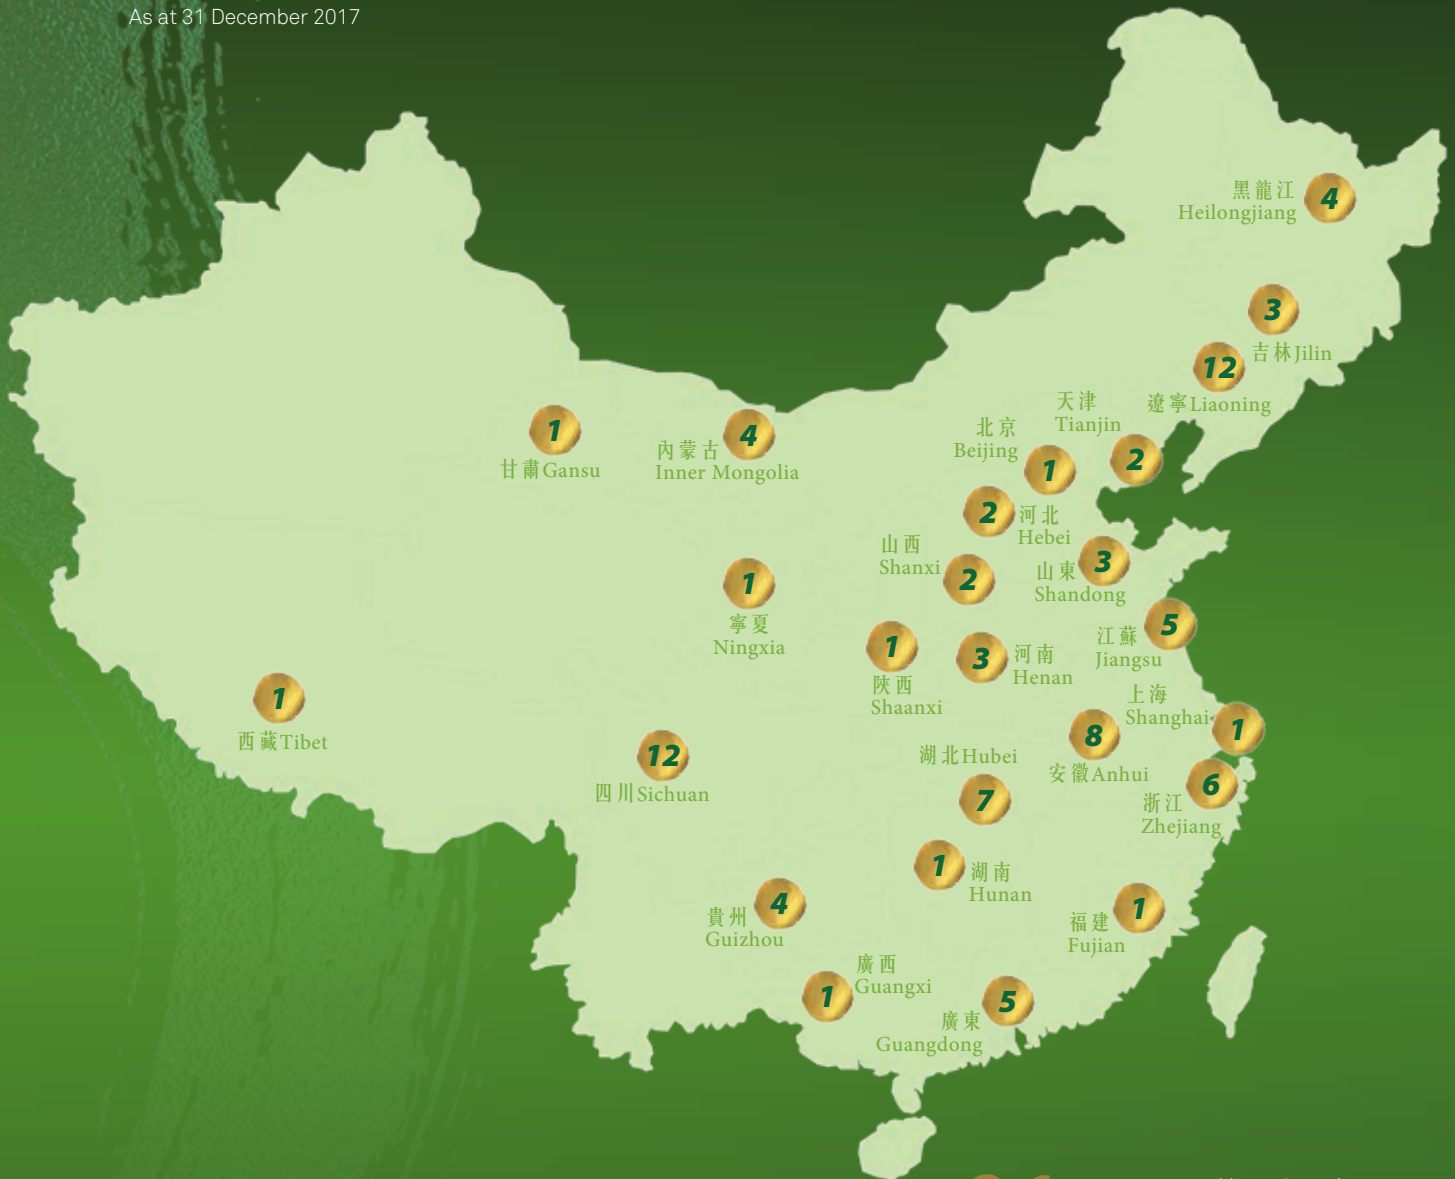 As at 31 December 2017
黑龍江
Heilongjiang
4
3
吉林Jilin
12
遼寧Liaoning
天津
Tianjin
2
北京
Beijing
1
1
甘肅Gansu
4
內蒙古
Inner Mongolia
2
河北
Hebei
山西
Shanxi
2
3
山東
Shandong
1
寧夏
Ningxia
5
江蘇
Jiangsu
1
陝西
Shaanxi
3
河南
Henan
1
西藏Tibet
上海
Shanghai
1
8
安徽Anhui
12
四川Sichuan
湖北Hubei
7
6
浙江
Zhejiang
1
湖南
Hunan
4
貴州
Guizhou
1
福建
Fujian
廣西
Guangxi
1
5
廣東
Guangdong